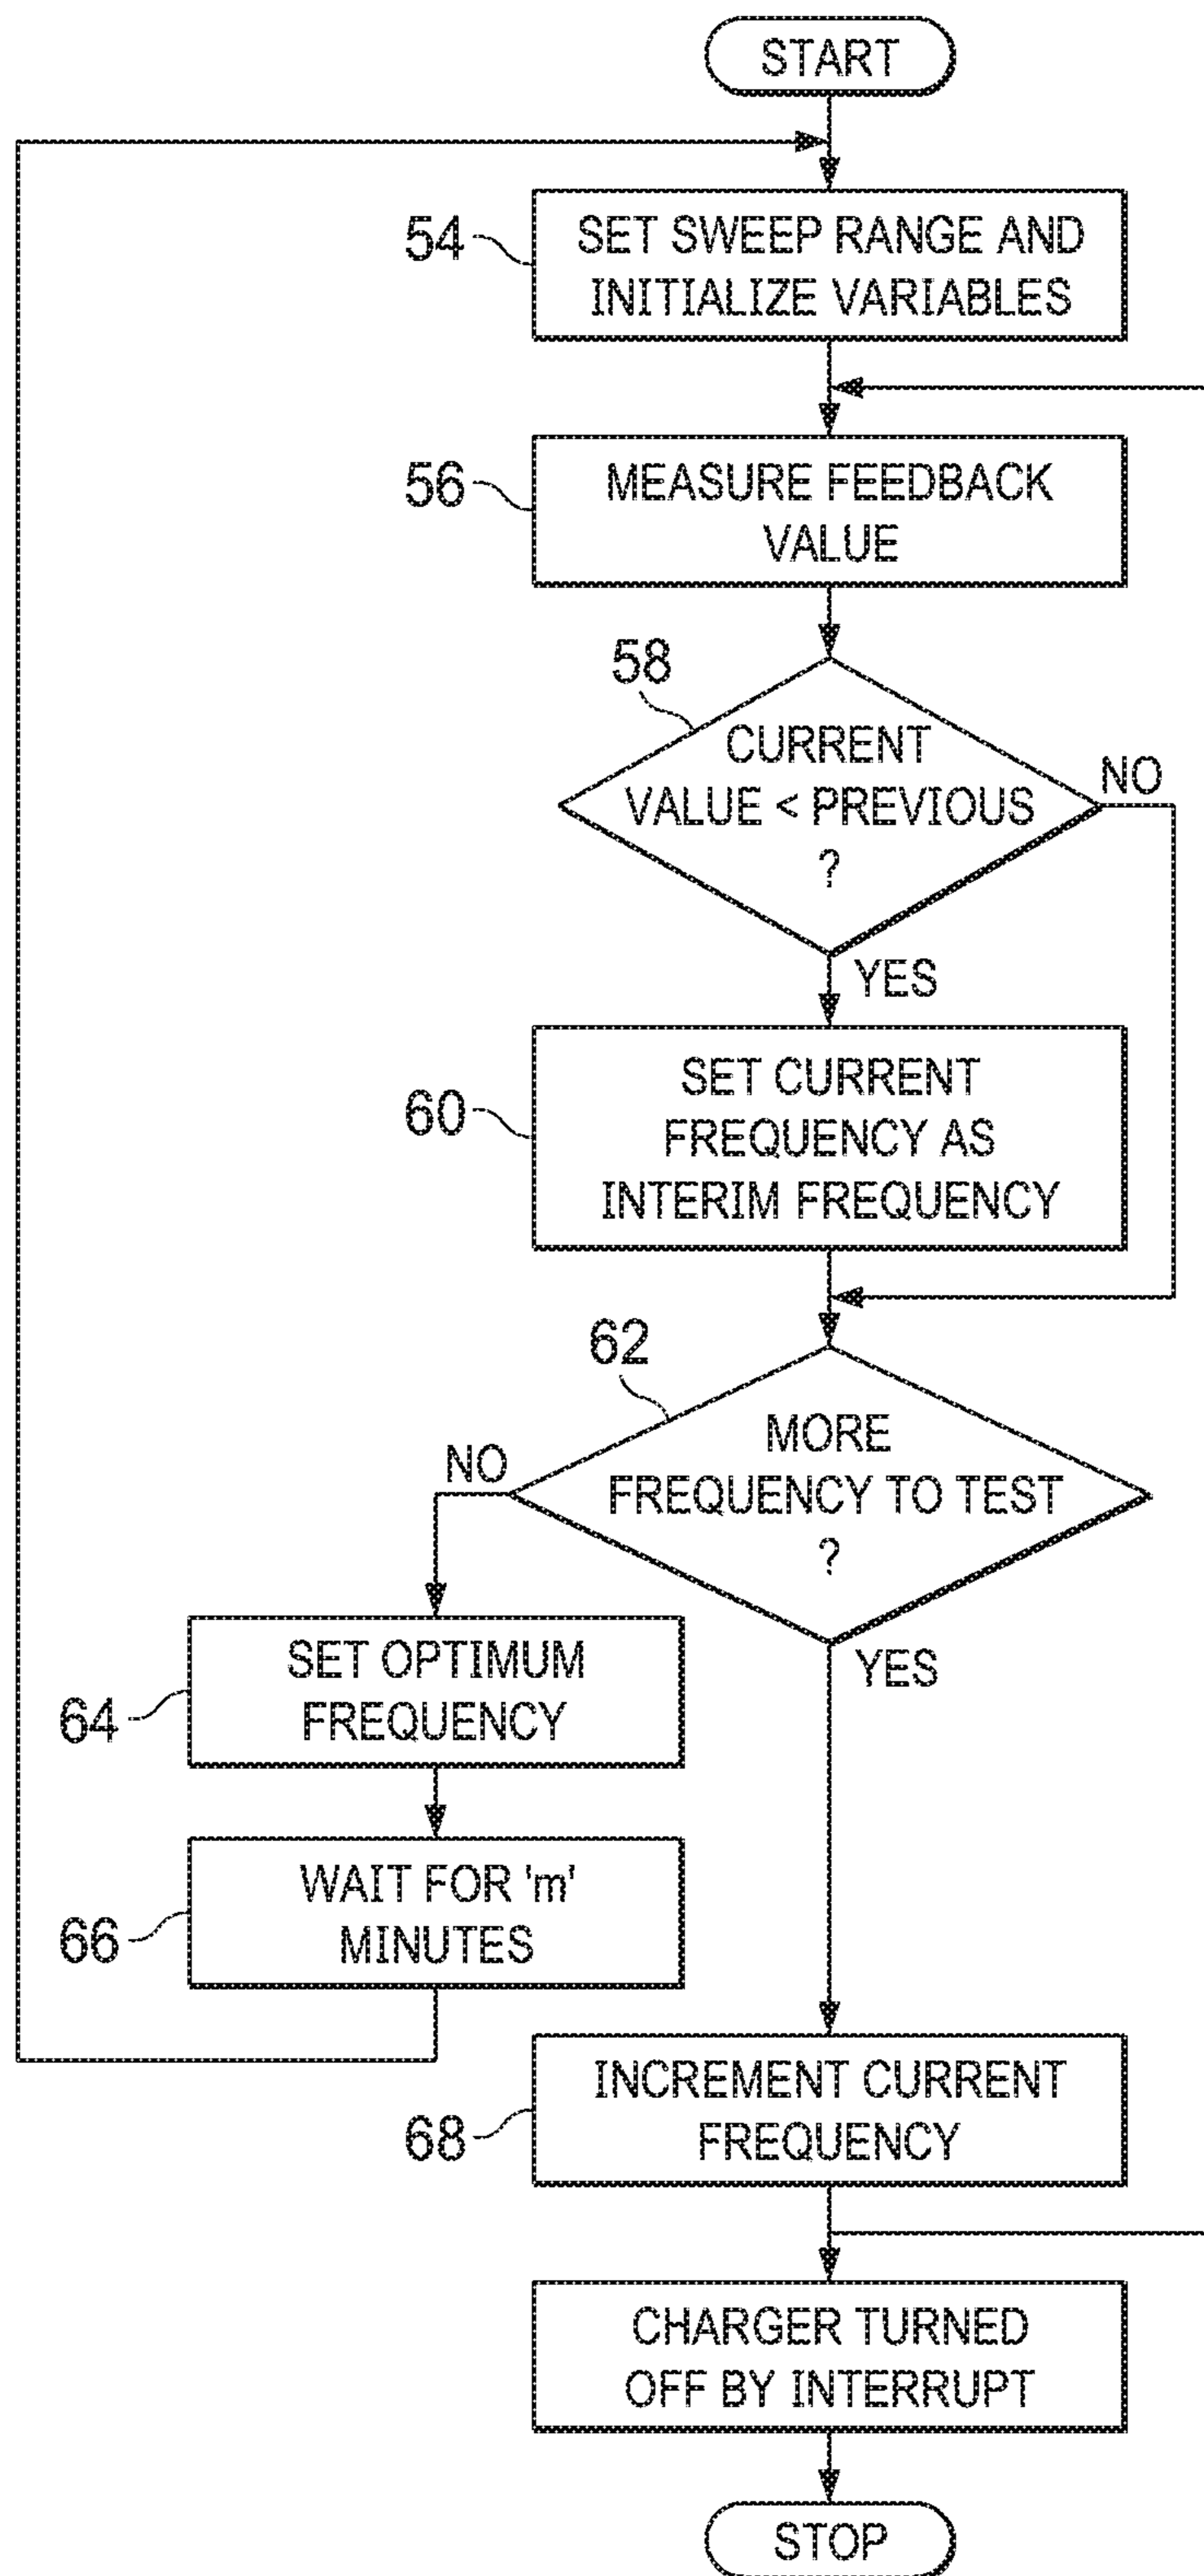 START
54
SET SWEEP RANGE AND
INITIALIZE VARIABLES
56
MEASURE FEEDBACK
VALUE
58
CURRENT
VALUE < PREVIOUS
?
NO
YES
60
SET CURRENT
FREQUENCY AS
INTERIM FREQUENCY
62
MORE
FREQUENCY TO TEST
?
NO
YES
64
SET OPTIMUM
FREQUENCY
66
WAIT FOR 'm'
MINUTES
68
INCREMENT CURRENT
FREQUENCY
CHARGER TURNED
OFF BY INTERRUPT
STOP